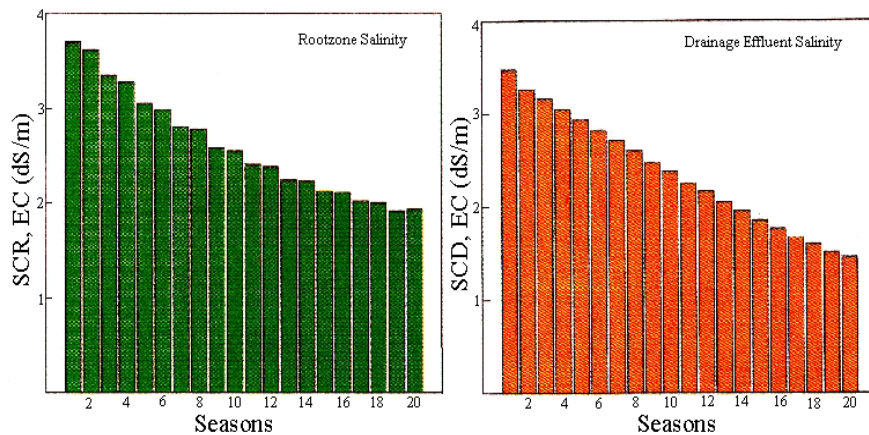 Rootzone Salinity
SCR, EC (dS/m)
4
3
2
1
2 4 6 8 10 12 14 16 18 20
Seasons
Drainage Effluent Salinity
SCD, EC (dS/m)
4
3
2
1
2 4 6 8 10 12 14 16 18 20
Seasons